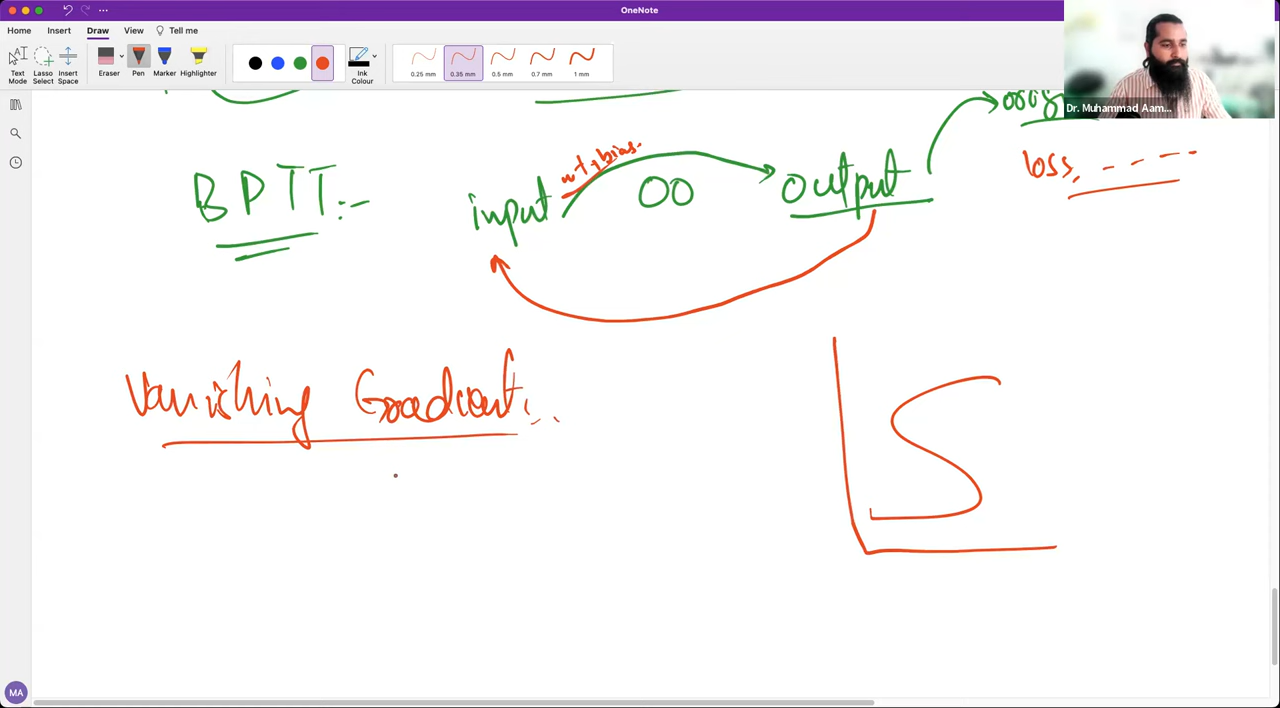 OneNote
Home Insert Draw View Tell me
Text Mode
Lasso Select
Insert Space
Eraser
Pen
Marker
Highlighter
Ink Colour
0.25 mm
0.35 mm
0.5 mm
0.7 mm
1 mm
Dr. Muhammad Aam...
BPTT:-
input
wt, bias.
output
loss, ----
Vanishing Gradient:
MA